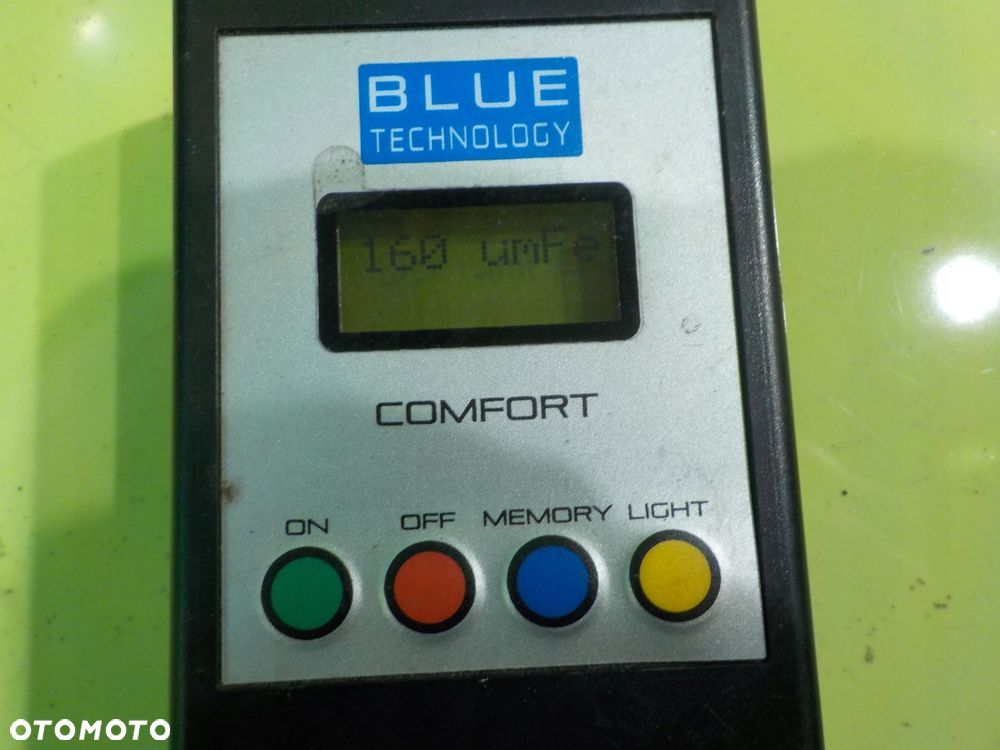 BLUE
TECHNOLOGY
160 umFe
COMFORT
ON OFF MEMORY LIGHT
OTOMOTO